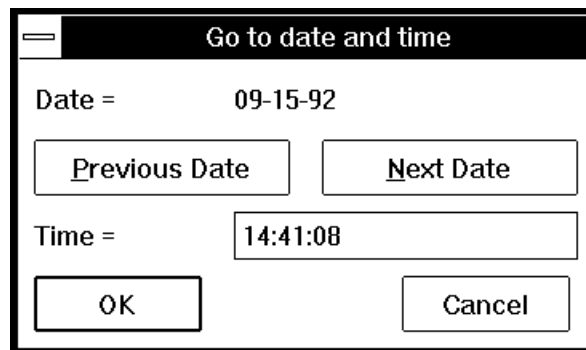 Go to date and time
Date = 09-15-92
Previous Date Next Date
Time = 14:41:08
OK Cancel